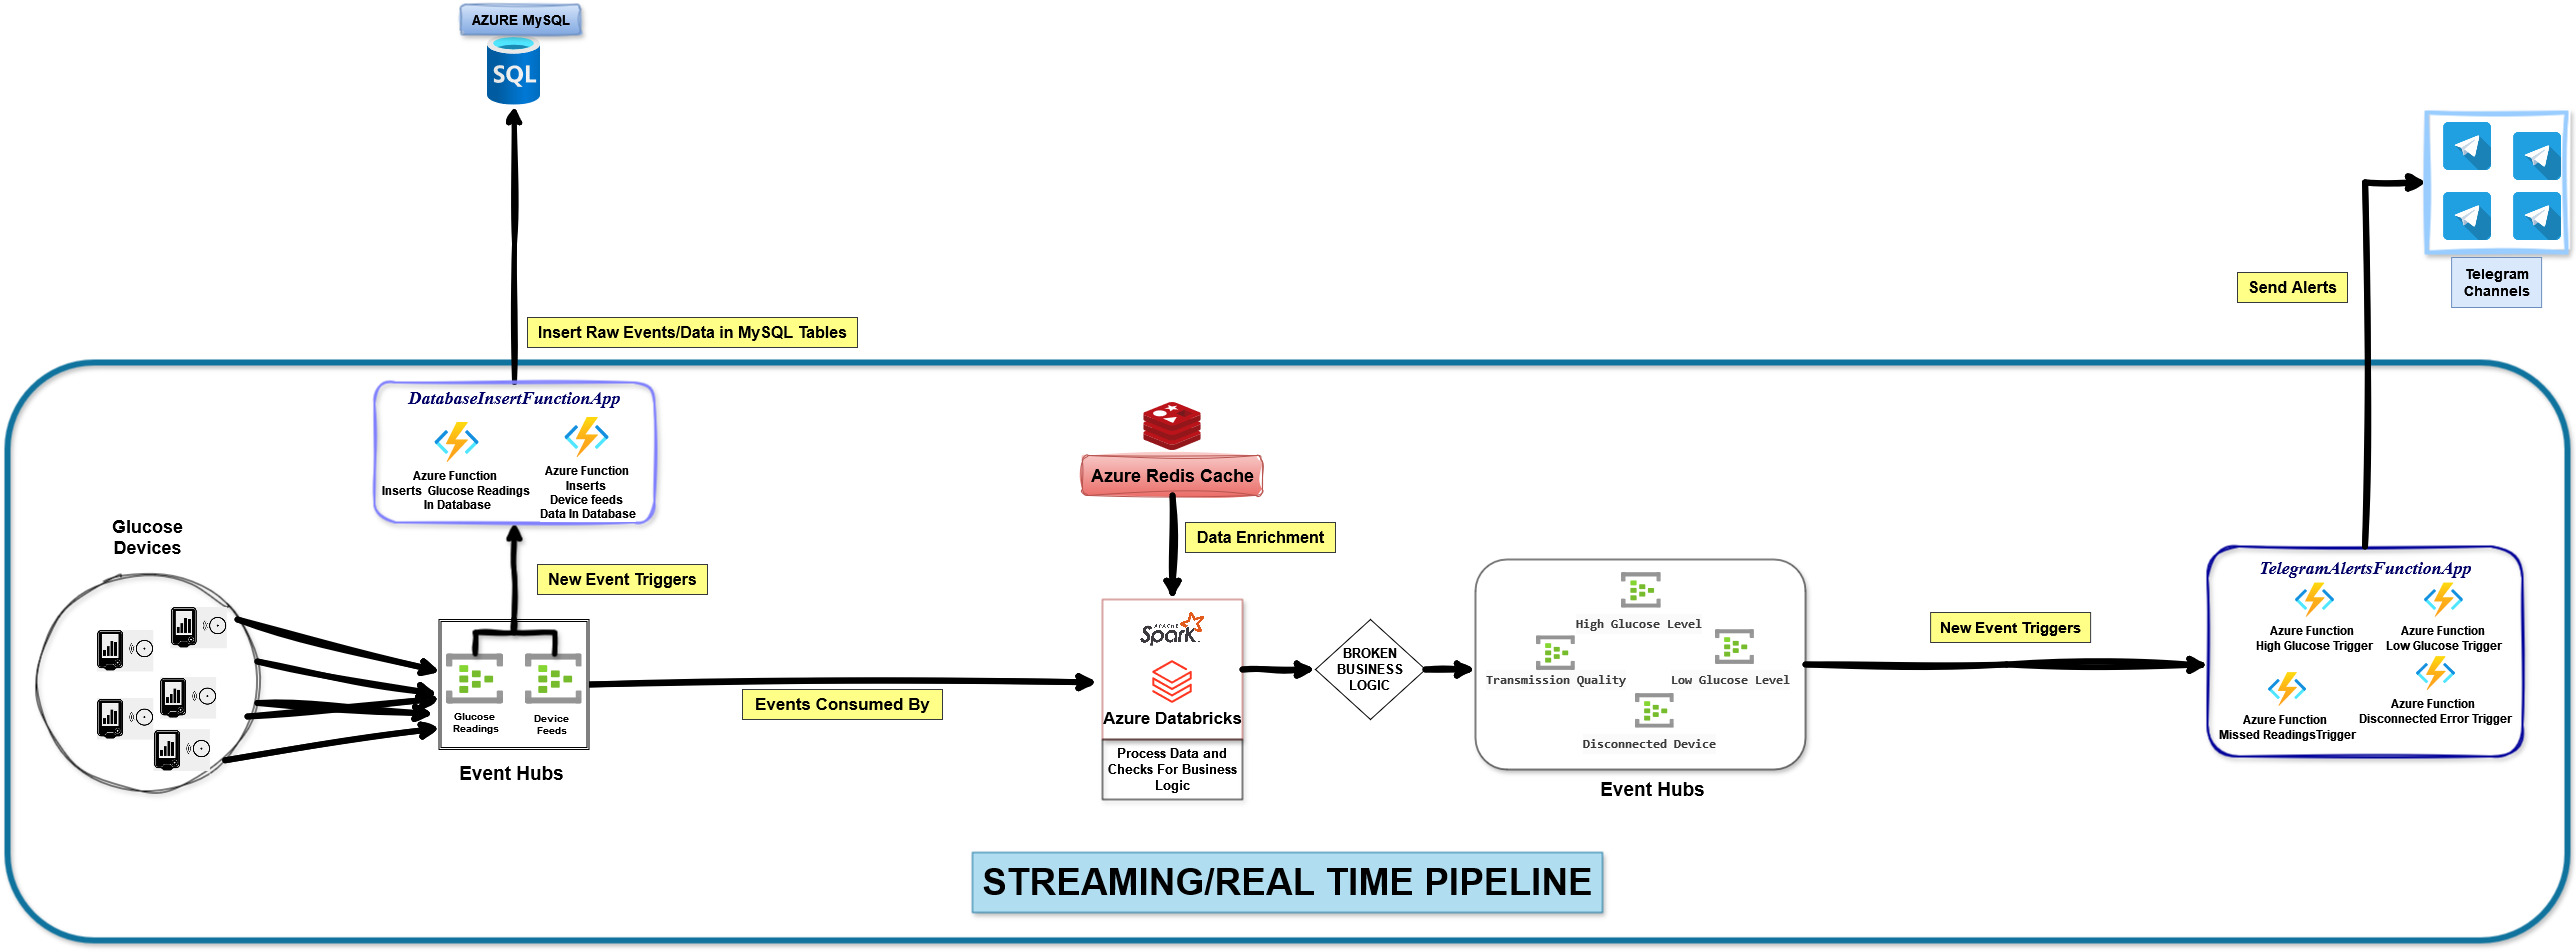 AZURE MySQL
SQL
Insert Raw Events/Data in MySQL Tables
DatabaseInsertFunctionApp
Azure Function
Inserts Glucose Readings
In Database
Azure Function
Inserts
Device feeds
Data In Database
New Event Triggers
Glucose
Devices
Glucose
Readings
Device
Feeds
Event Hubs
Events Consumed By
Azure Redis Cache
Data Enrichment
APACHE
Spark
Azure Databricks
Process Data and
Checks For Business
Logic
BROKEN
BUSINESS
LOGIC
High Glucose Level
Transmission Quality
Low Glucose Level
Disconnected Device
Event Hubs
New Event Triggers
TelegramAlertsFunctionApp
Azure Function
High Glucose Trigger
Azure Function
Low Glucose Trigger
Azure Function
Missed ReadingsTrigger
Azure Function
Disconnected Error Trigger
Send Alerts
Telegram
Channels
STREAMING/REAL TIME PIPELINE